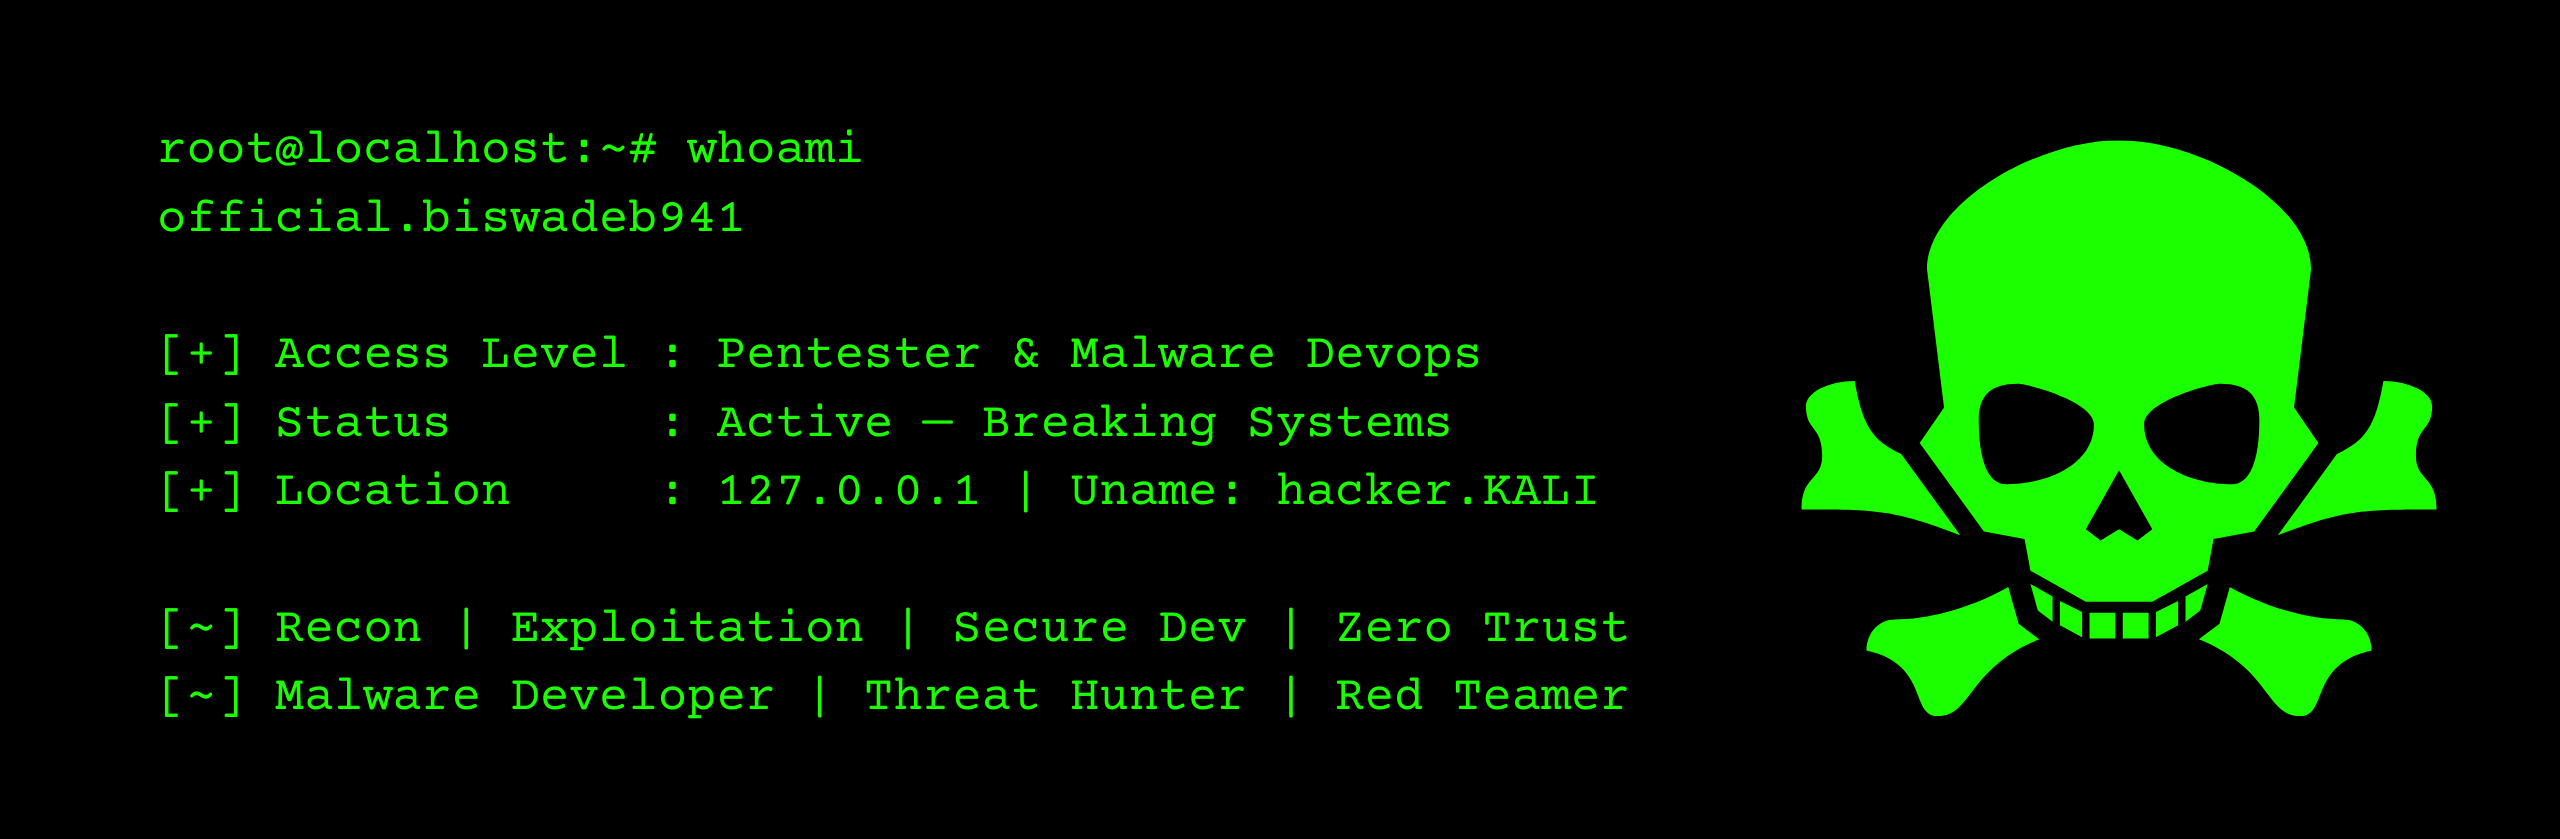 root@localhost:~# whoami
official.biswadeb941
[+] Access Level : Pentester & Malware Devops
[+] Status       : Active — Breaking Systems
[+] Location     : 127.0.0.1 | Uname: hacker.KALI
[~] Recon | Exploitation | Secure Dev | Zero Trust
[~] Malware Developer | Threat Hunter | Red Teamer